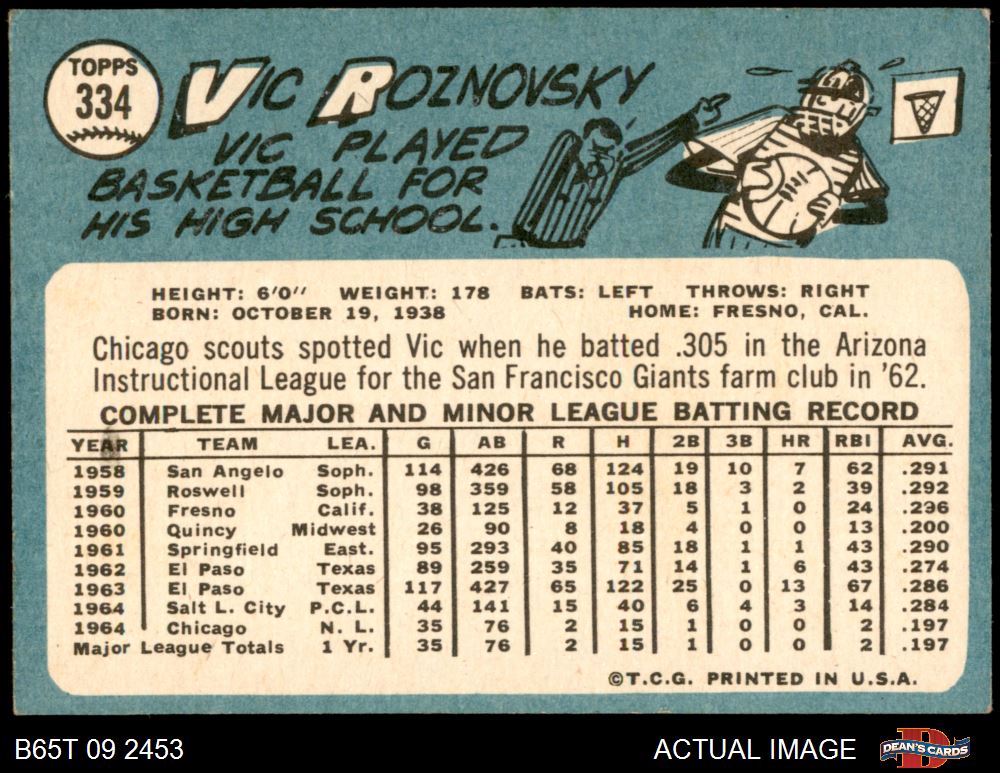 TOPPS
334
VIC ROZNOVSKY
VIC PLAYED
BASKETBALL FOR
HIS HIGH SCHOOL.
HEIGHT: 6'0" WEIGHT: 178 BATS: LEFT THROWS: RIGHT
BORN: OCTOBER 19, 1938 HOME: FRESNO, CAL.
Chicago scouts spotted Vic when he batted .305 in the Arizona
Instructional League for the San Francisco Giants farm club in '62.
COMPLETE MAJOR AND MINOR LEAGUE BATTING RECORD
YEAR TEAM LEA. G AB R H 2B 3B HR RBI AVG.
1958 San Angelo Soph. 114 426 68 124 19 10 7 62 .291
1959 Roswell Soph. 98 359 58 105 18 3 2 39 .292
1960 Fresno Calif. 38 125 12 37 5 1 0 24 .296
1960 Quincy Midwest 26 90 8 18 4 0 0 13 .200
1961 Springfield East. 95 293 40 85 18 1 1 43 .290
1962 El Paso Texas 89 259 35 71 14 1 6 43 .274
1963 El Paso Texas 117 427 65 122 25 0 13 67 .286
1964 Salt L. City P.C.L. 44 141 15 40 6 4 3 14 .284
1964 Chicago N. L. 35 76 2 15 1 0 0 2 .197
Major League Totals 1 Yr. 35 76 2 15 1 0 0 2 .197
©T.C.G. PRINTED IN U.S.A.
B65T 09 2453 ACTUAL IMAGE DEAN'S CARDS